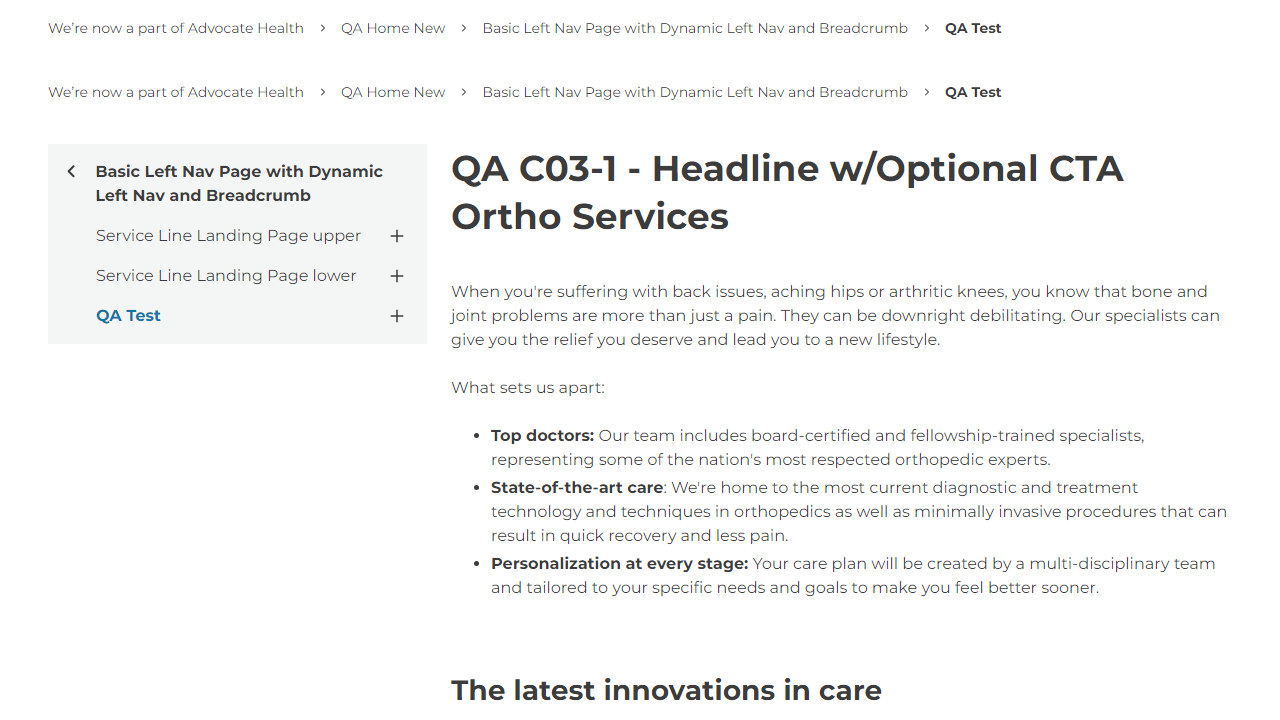 We’re now a part of Advocate Health > QA Home New > Basic Left Nav Page with Dynamic Left Nav and Breadcrumb > QA Test
We’re now a part of Advocate Health > QA Home New > Basic Left Nav Page with Dynamic Left Nav and Breadcrumb > QA Test
Basic Left Nav Page with Dynamic
Left Nav and Breadcrumb
Service Line Landing Page upper
Service Line Landing Page lower
QA Test
QA C03-1 - Headline w/Optional CTA
Ortho Services
When you're suffering with back issues, aching hips or arthritic knees, you know that bone and
joint problems are more than just a pain. They can be downright debilitating. Our specialists can
give you the relief you deserve and lead you to a new lifestyle.
What sets us apart:
• Top doctors: Our team includes board-certified and fellowship-trained specialists,
representing some of the nation's most respected orthopedic experts.
• State-of-the-art care: We're home to the most current diagnostic and treatment
technology and techniques in orthopedics as well as minimally invasive procedures that can
result in quick recovery and less pain.
• Personalization at every stage: Your care plan will be created by a multi-disciplinary team
and tailored to your specific needs and goals to make you feel better sooner.
The latest innovations in care